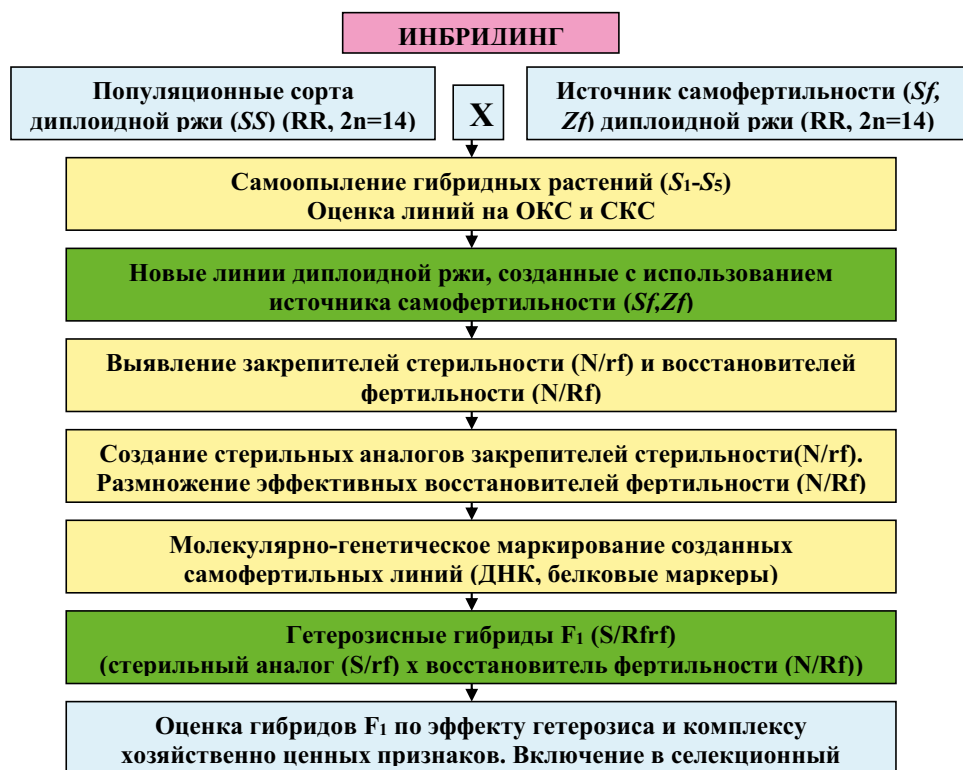 ИНБРИДИНГ
Популяционные сорта
диплоидной ржи (SS) (RR, 2n=14)
X
Источник самофертильности (Sf,
Zf) диплоидной ржи (RR, 2n=14)
Самоопыление гибридных растений (S₁-S₅)
Оценка линий на ОКС и СКС
Новые линии диплоидной ржи, созданные с использованием
источника самофертильности (Sf,Zf)
Выявление закрепителей стерильности (N/rf) и восстановителей
фертильности (N/Rf)
Создание стерильных аналогов закрепителей стерильности(N/rf).
Размножение эффективных восстановителей фертильности (N/Rf)
Молекулярно-генетическое маркирование созданных
самофертильных линий (ДНК, белковые маркеры)
Гетерозисные гибриды F₁ (S/Rfrf)
(стерильный аналог (S/rf) x восстановитель фертильности (N/Rf))
Оценка гибридов F₁ по эффекту гетерозиса и комплексу
хозяйственно ценных признаков. Включение в селекционный